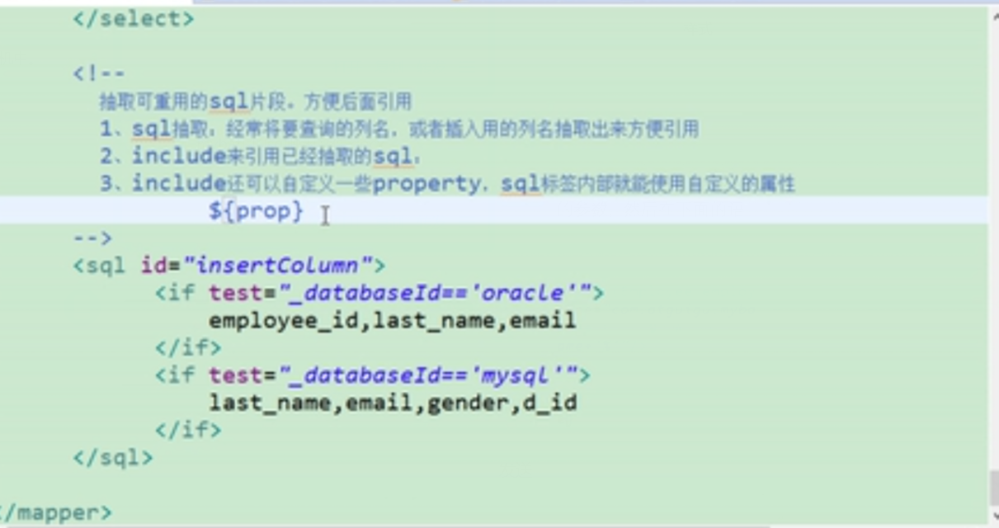 </select>
<!--
抽取可重用的sql片段。方便后面引用
1、sql抽取：经常将要查询的列名，或者插入用的列名抽取出来方便引用
2、include来引用已经抽取的sql：
3、include还可以自定义一些property，sql标签内部就能使用自定义的属性
${prop}
-->
<sql id="insertColumn">
<if test="_databaseId=='oracle'">
employee_id,last_name,email
</if>
<if test="_databaseId=='mysql'">
last_name,email,gender,d_id
</if>
</sql>
</mapper>